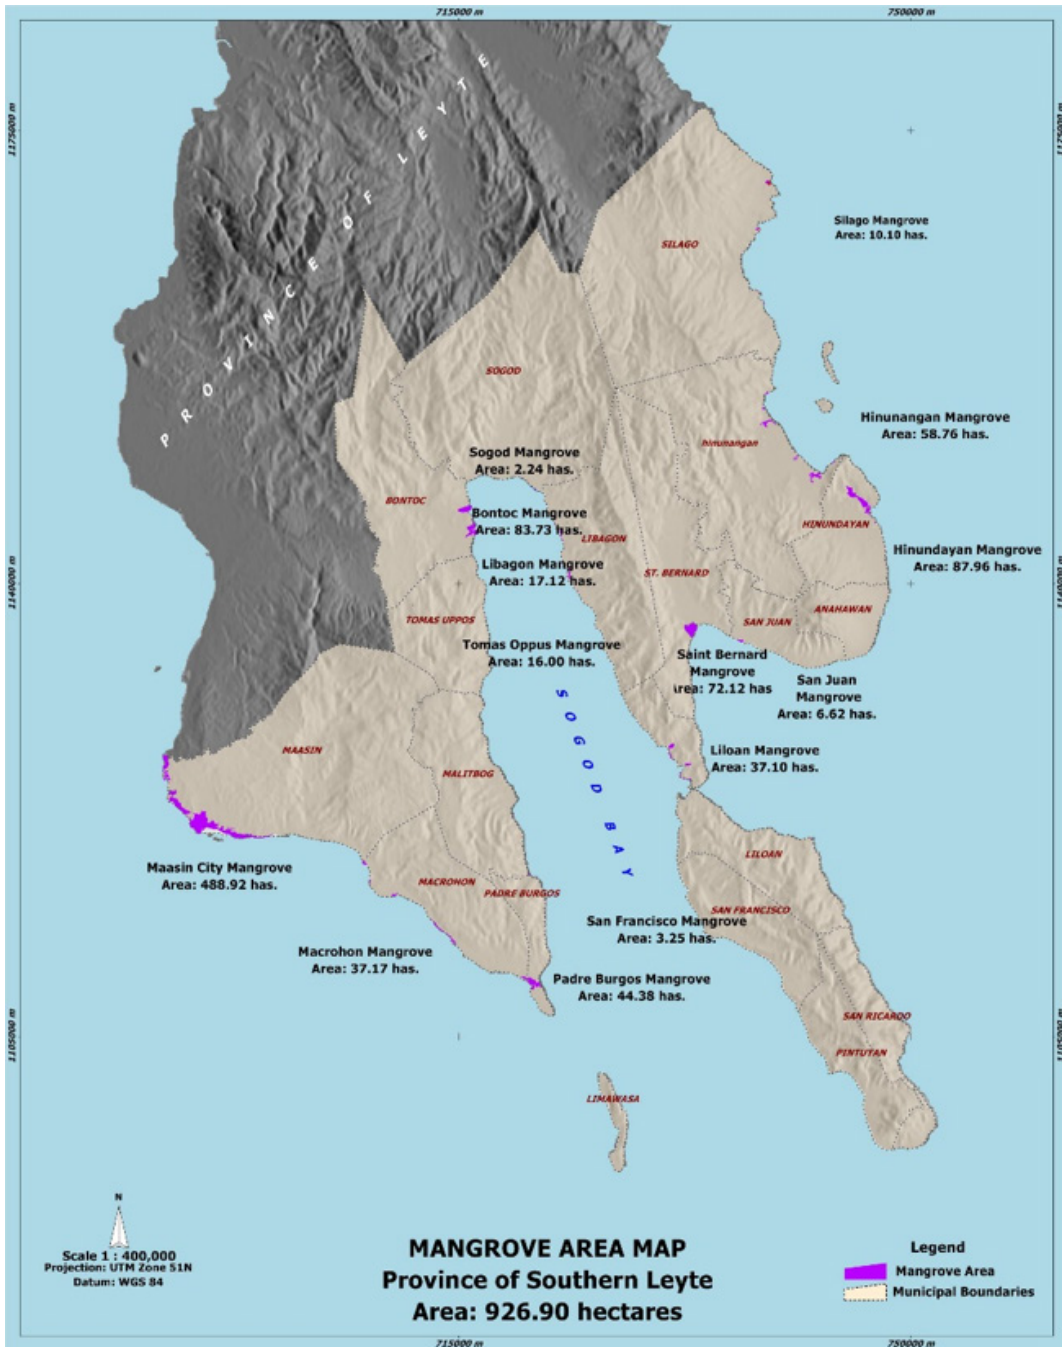 715000 m
750000 m
1175000 m
1175000 m
PROVINCE OF LEYTE
Silago Mangrove
Area: 10.10 has.
SILAGO
SOGOD
Hinunangan Mangrove
Area: 58.76 has.
hinunangan
Sogod Mangrove
Area: 2.24 has.
BONTOC
Bontoc Mangrove
Area: 83.73 has.
HINUNDAYAN
LIBAGON
Hinundayan Mangrove
Area: 87.96 has.
Libagon Mangrove
Area: 17.12 has.
ST. BERNARD
1140000 m
1140000 m
ANAHAWAN
TOMAS UPPOS
SAN JUAN
Tomas Oppus Mangrove
Area: 16.00 has.
Saint Bernard
Mangrove
Area: 72.12 has
San Juan
Mangrove
Area: 6.62 has.
SOGOD BAY
MAASIN
MALITBOG
Liloan Mangrove
Area: 37.10 has.
LILOAN
Maasin City Mangrove
Area: 488.92 has.
MACROHON
PADRE BURGOS
SAN FRANCISCO
San Francisco Mangrove
Area: 3.25 has.
Macrohon Mangrove
Area: 37.17 has.
Padre Burgos Mangrove
Area: 44.38 has.
SAN RICARDO
1105000 m
1105000 m
PINTUYAN
LIMAWASA
N
Scale 1 : 400,000
Projection: UTM Zone 51N
Datum: WGS 84
MANGROVE AREA MAP
Province of Southern Leyte
Area: 926.90 hectares
Legend
Mangrove Area
Municipal Boundaries
715000 m
750000 m